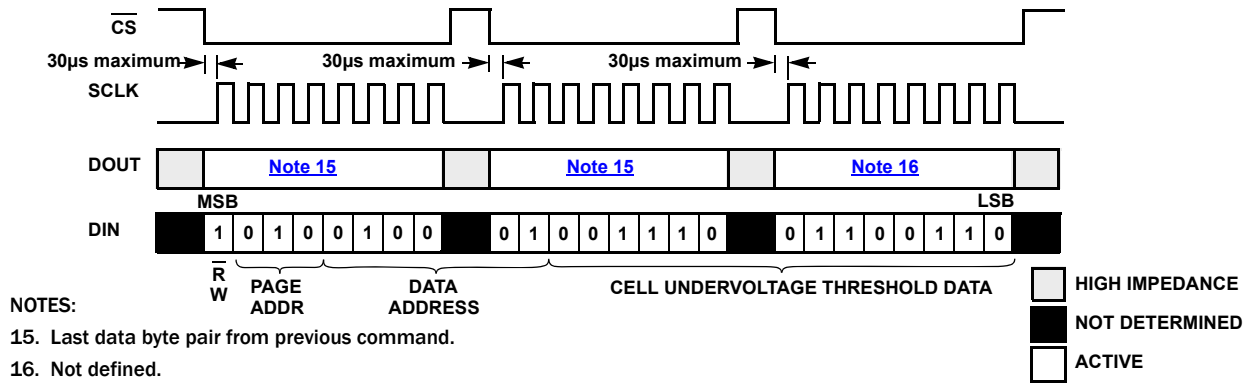 CS
30µs maximum 30µs maximum 30µs maximum
SCLK
DOUT Note 15 Note 15 Note 16
MSB LSB
DIN 1 0 1 0 0 1 0 0 0 1 0 0 1 1 1 0 0 1 1 0 0 1 1 0
R
W
PAGE
ADDR
DATA
ADDRESS
CELL UNDERVOLTAGE THRESHOLD DATA
HIGH IMPEDANCE
NOT DETERMINED
ACTIVE
NOTES:
15. Last data byte pair from previous command.
16. Not defined.